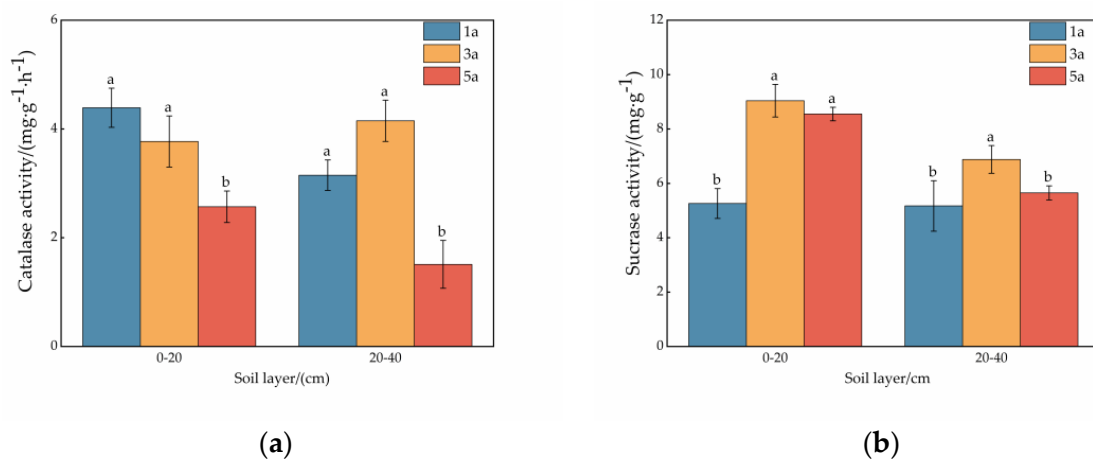 6
4
2
0
Catalase activity/(mg·g⁻¹·h⁻¹)
1a
3a
5a
a
a
b
a
a
b
0-20
20-40
Soil layer/(cm)
(a)
12
10
8
6
4
2
0
Sucrase activity/(mg·g⁻¹)
1a
3a
5a
b
a
a
b
a
b
0-20
20-40
Soil layer/cm
(b)